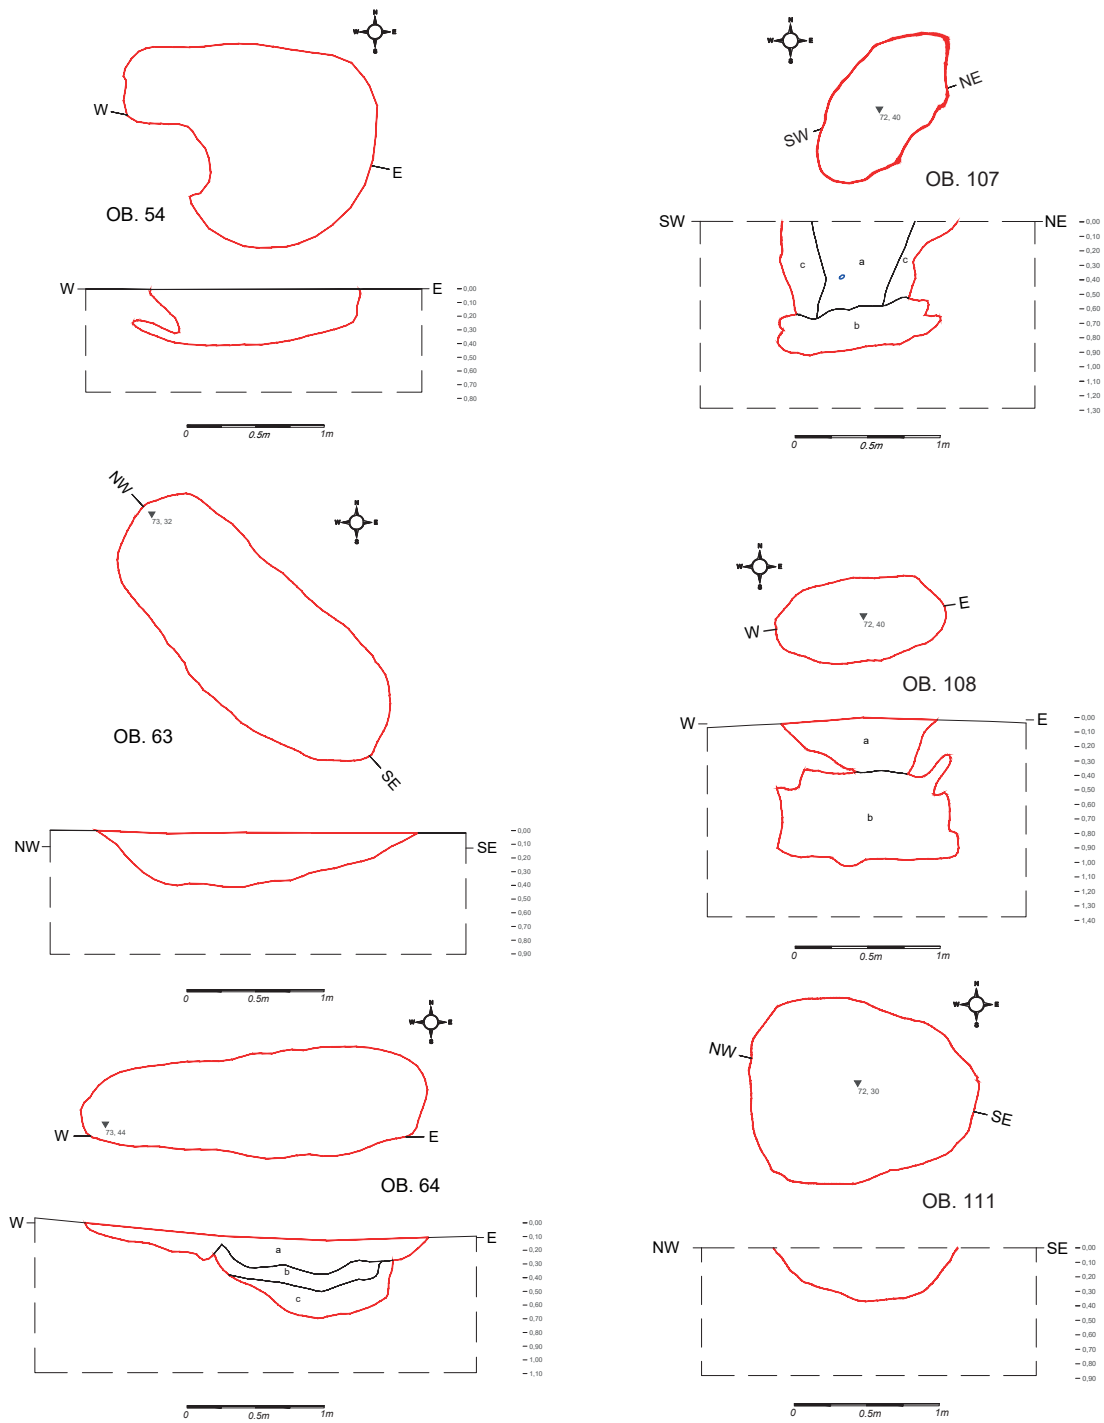 N
W E
S
W
E
OB. 54
W E
0,00
0,10
0,20
0,30
0,40
0,50
0,60
0,70
0,80
0 0.5m 1m
NW
73, 32
N
W E
S
OB. 63
SE
NW SE
0,00
0,10
0,20
0,30
0,40
0,50
0,60
0,70
0,80
0,90
0 0.5m 1m
N
W E
S
73, 44
W E
OB. 64
W E
a
b
c
0,00
0,10
0,20
0,30
0,40
0,50
0,60
0,70
0,80
0,90
1,00
1,10
0 0.5m 1m
N
W E
S
NE
72, 40
SW
OB. 107
SW NE
c a c
b
0,00
0,10
0,20
0,30
0,40
0,50
0,60
0,70
0,80
0,90
1,00
1,10
1,20
1,30
0 0.5m 1m
N
W E
S
E
72, 40
W
OB. 108
W E
a
b
0,00
0,10
0,20
0,30
0,40
0,50
0,60
0,70
0,80
0,90
1,00
1,10
1,20
1,30
1,40
0 0.5m 1m
N
W E
S
NW
72, 30
SE
OB. 111
NW SE
0,00
0,10
0,20
0,30
0,40
0,50
0,60
0,70
0,80
0,90
0 0.5m 1m